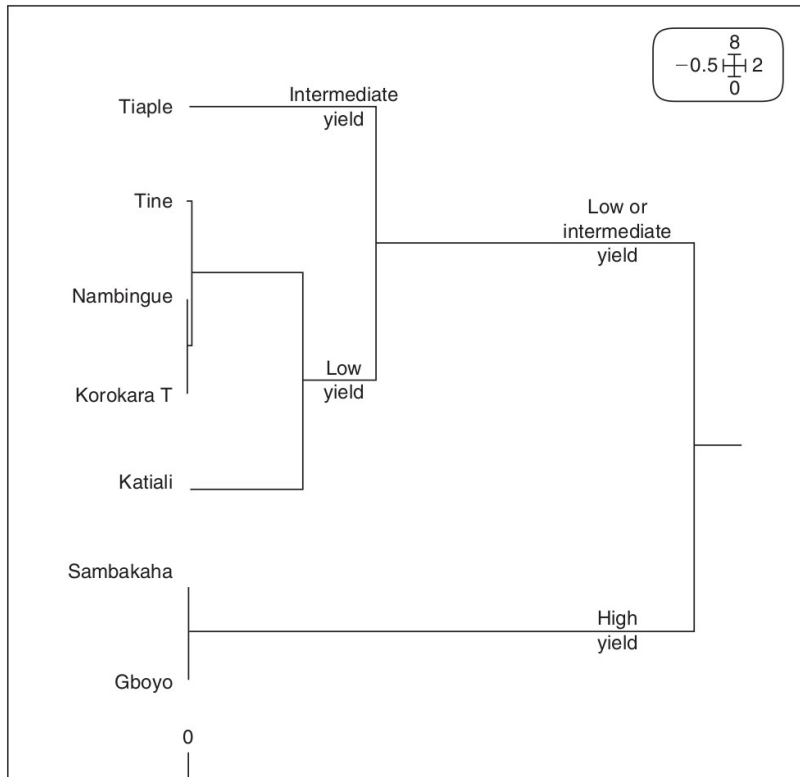 8
−0.5 2
0
Tiaple
Intermediate
yield
Tine
Low or
intermediate
yield
Nambingue
Low
yield
Korokara T
Katiali
Sambakaha
High
yield
Gboyo
0